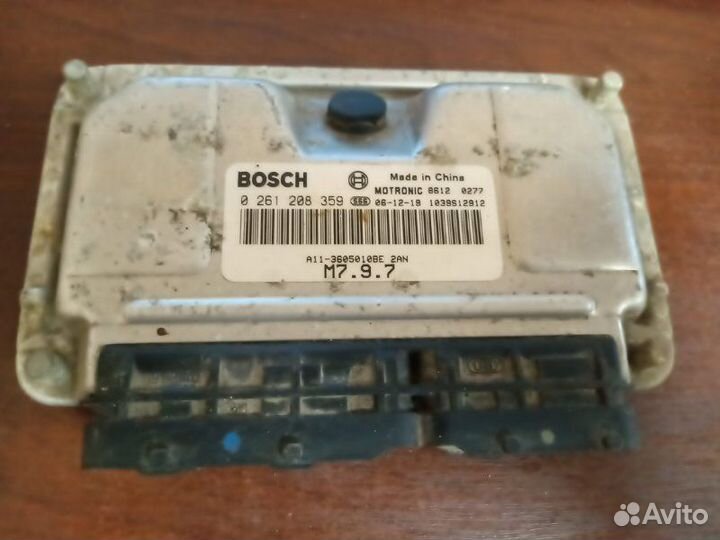 BOSCH Made in China
MOTRONIC 8612 0277
0 261 208 359 06-12-18 1039S12912
A11-3605010BE 2AN
M7.9.7
Avito